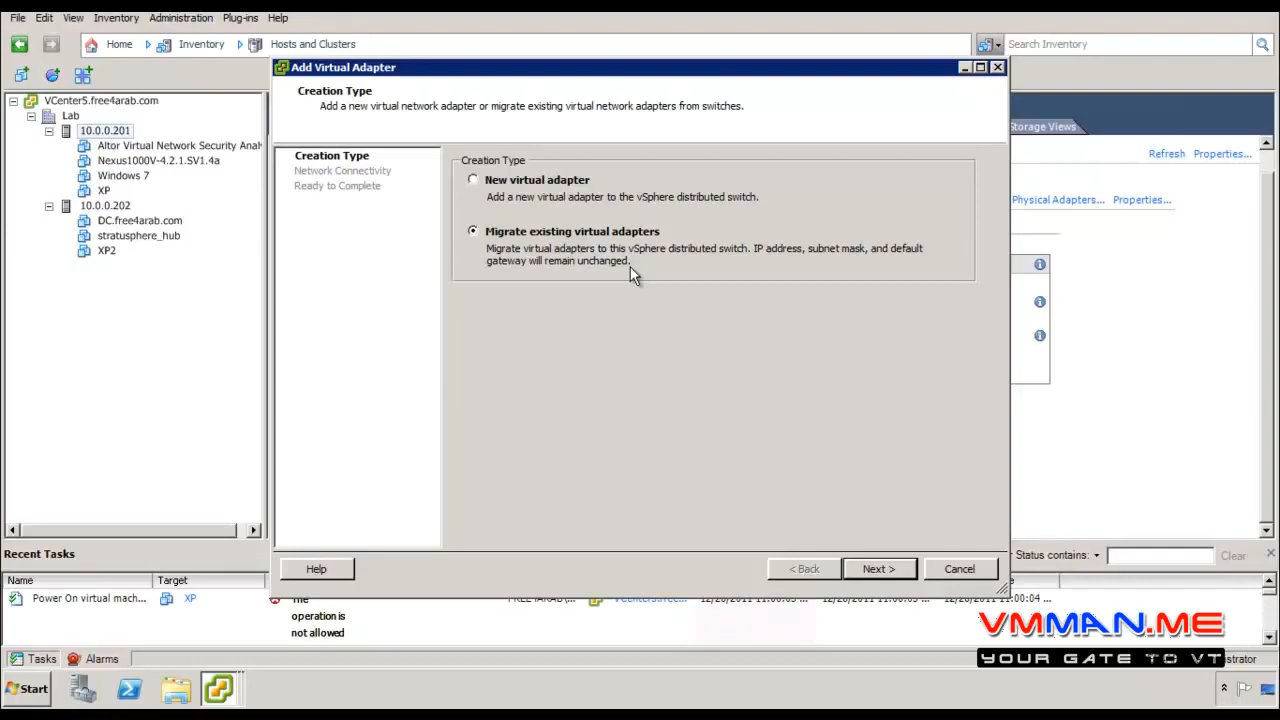 File Edit View Inventory Administration Plug-ins Help
Home Inventory Hosts and Clusters Search Inventory
Add Virtual Adapter
Creation Type
Add a new virtual network adapter or migrate existing virtual network adapters from switches.
VCenter5.free4arab.com
Lab
10.0.0.201
Altor Virtual Network Security Anal
Nexus1000V-4.2.1.SV1.4a
Windows 7
XP
10.0.0.202
DC.free4arab.com
stratusphere_hub
XP2
Creation Type
Network Connectivity
Ready to Complete
Creation Type
New virtual adapter
Add a new virtual adapter to the vSphere distributed switch.
Migrate existing virtual adapters
Migrate virtual adapters to this vSphere distributed switch. IP address, subnet mask, and default
gateway will remain unchanged.
Storage Views
Refresh Properties...
Physical Adapters... Properties...
Help < Back Next > Cancel
Recent Tasks
Status contains: Clear
Name Target
Power On virtual mach... XP
The
operation is
not allowed
VMMAN.ME
YOUR GATE TO VT
Tasks Alarms
Start